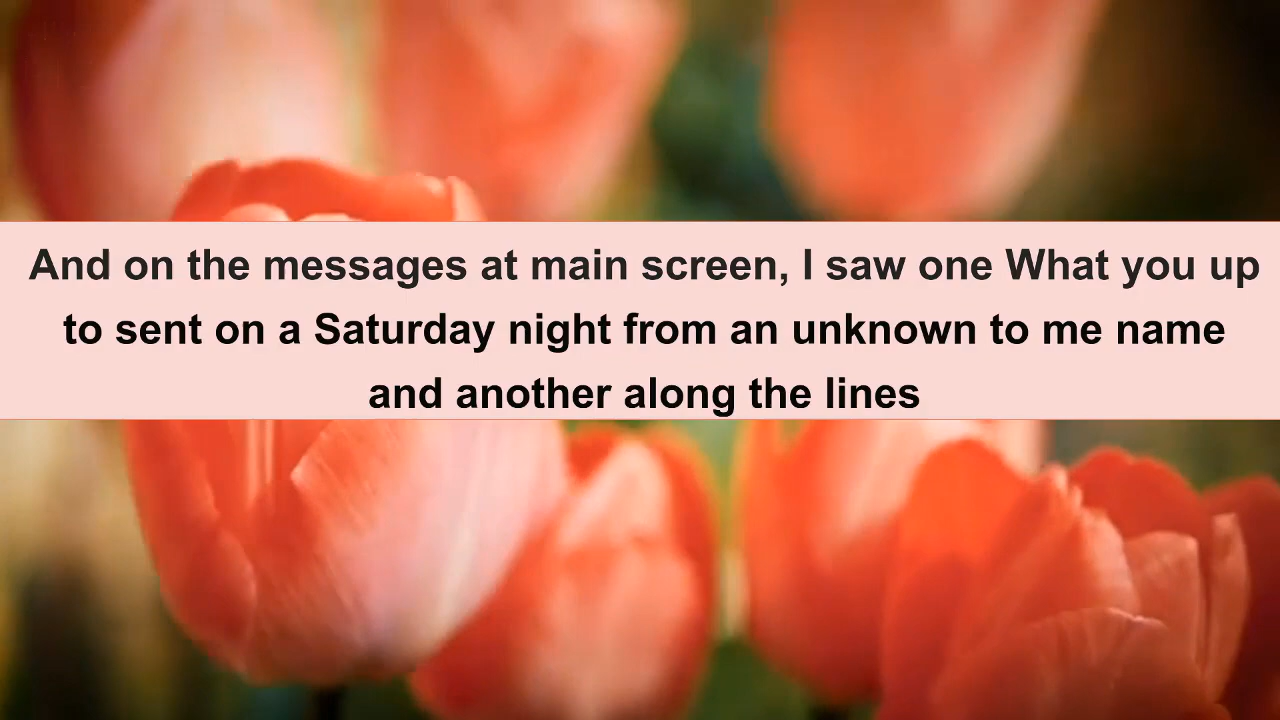 And on the messages at main screen, I saw one What you up
to sent on a Saturday night from an unknown to me name
and another along the lines